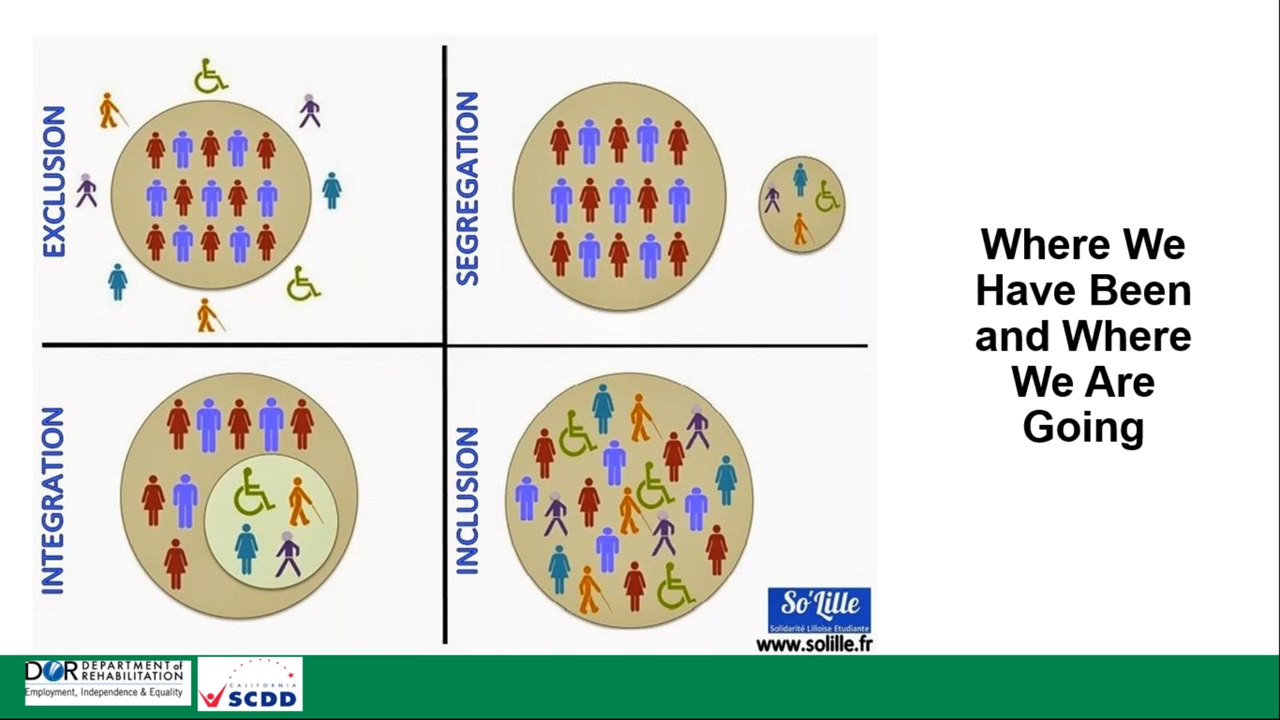 EXCLUSION
SEGREGATION
INTEGRATION
INCLUSION
So'Lille
Solidarité Lilloise Etudiante
www.solille.fr
Where We
Have Been
and Where
We Are
Going
DOR DEPARTMENT of
REHABILITATION
Employment, Independence & Equality
CALIFORNIA
SCDD